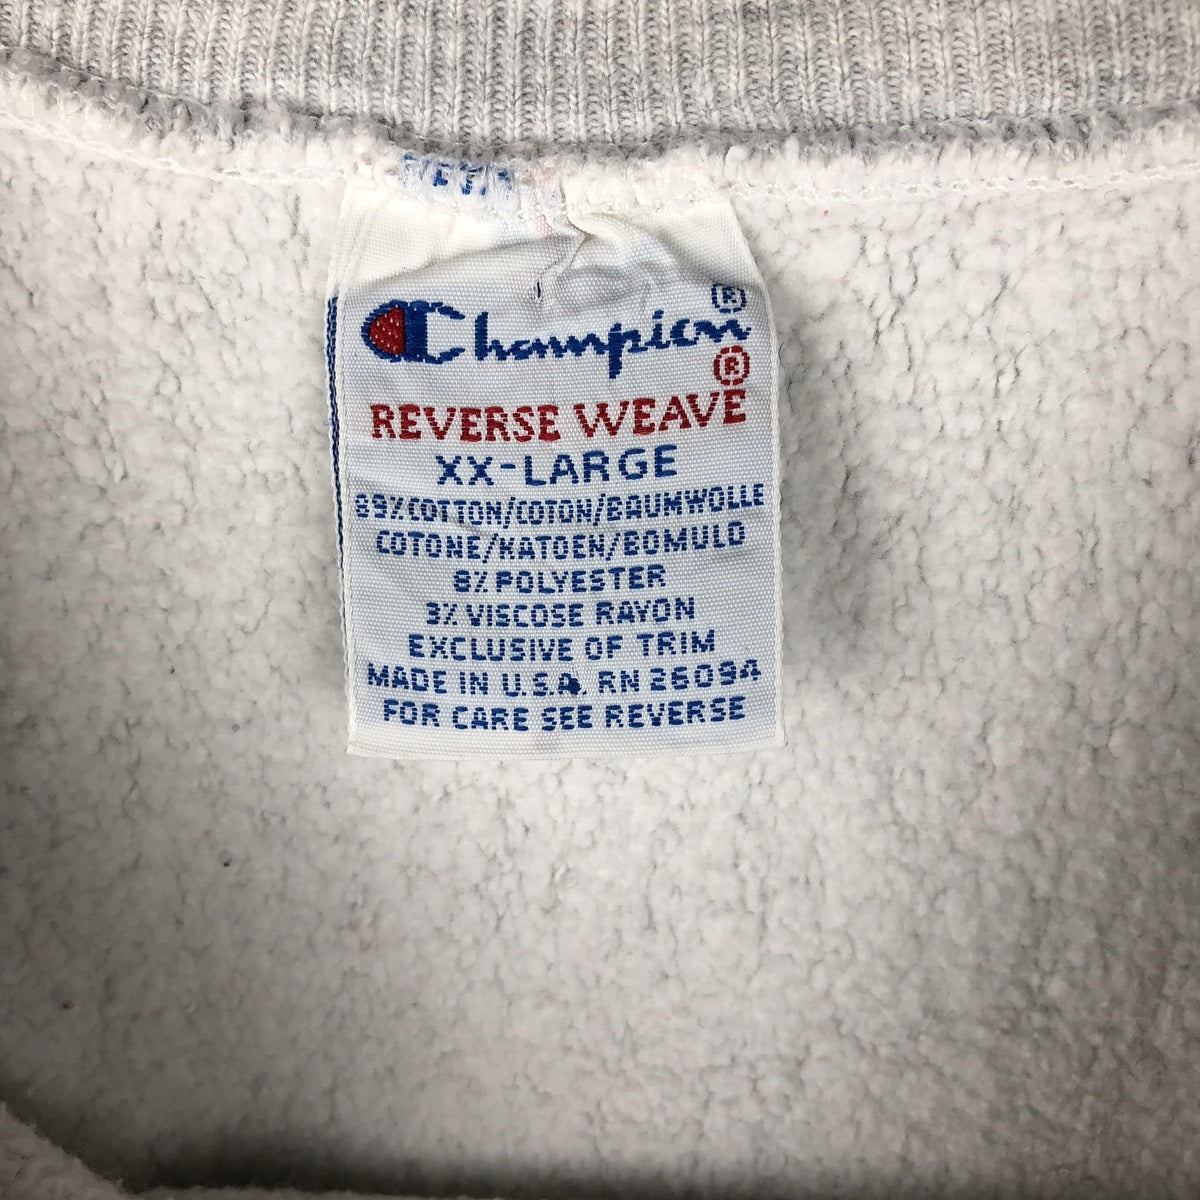 Champion®
REVERSE WEAVE®
XX-LARGE
89% COTTON/COTON/BAUMWOLLE
COTONE/KATOEN/BOMULD
8% POLYESTER
3% VISCOSE RAYON
EXCLUSIVE OF TRIM
MADE IN U.S.A. RN 26094
FOR CARE SEE REVERSE